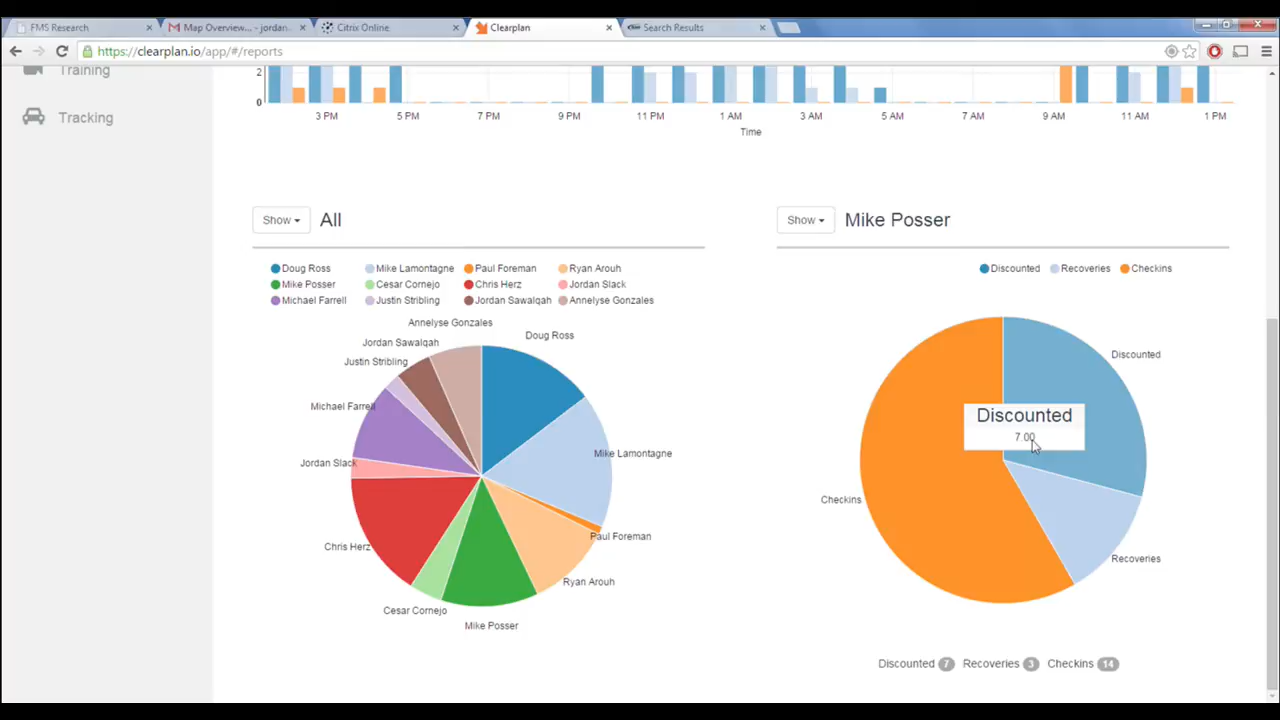 FMS Research
Map Overview... - jordan.
Citrix Online
Clearplan
Search Results
https://clearplan.io/app/#/reports
Training
Tracking
2
0
3 PM 5 PM 7 PM 9 PM 11 PM 1 AM 3 AM 5 AM 7 AM 9 AM 11 AM 1 PM
Time
Show All
Doug Ross Mike Lamontagne Paul Foreman Ryan Arouh
Mike Posser Cesar Cornejo Chris Herz Jordan Slack
Michael Farrell Justin Stribling Jordan Sawalqah Annelyse Gonzales
Annelyse Gonzales
Doug Ross
Jordan Sawalqah
Justin Stribling
Michael Farrell
Mike Lamontagne
Jordan Slack
Paul Foreman
Chris Herz
Ryan Arouh
Cesar Cornejo
Mike Posser
Show Mike Posser
Discounted Recoveries Checkins
Discounted
Discounted
7.00
Checkins
Recoveries
Discounted 7 Recoveries 3 Checkins 14